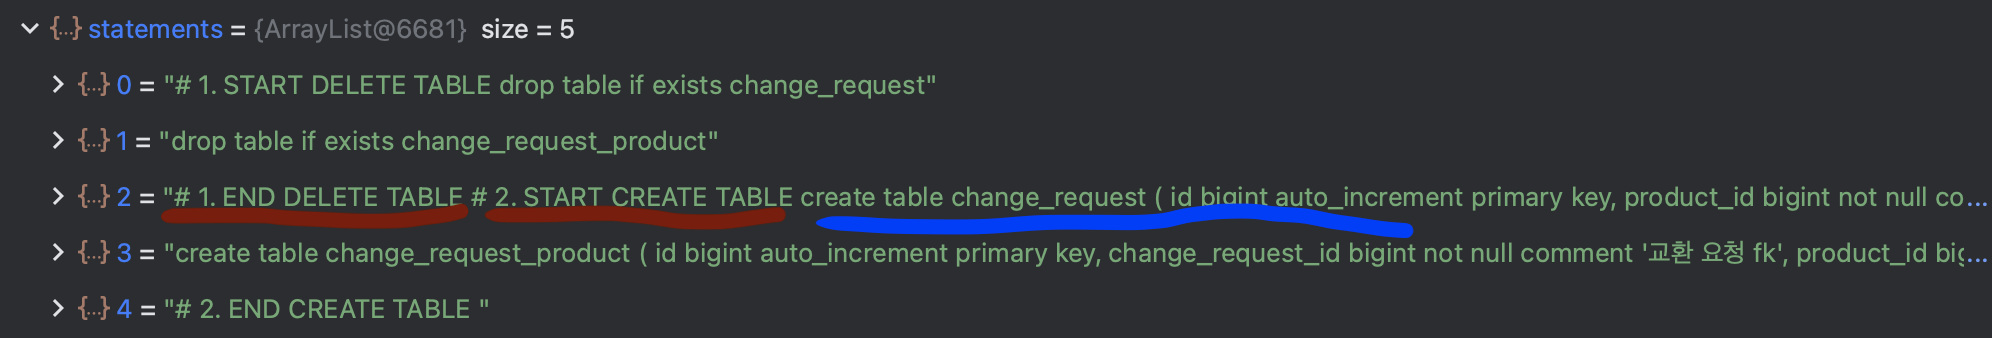 statements = {ArrayList@6681} size = 5
{...} 0 = "# 1. START DELETE TABLE drop table if exists change_request"
{...} 1 = "drop table if exists change_request_product"
{...} 2 = "# 1. END DELETE TABLE # 2. START CREATE TABLE create table change_request ( id bigint auto_increment primary key, product_id bigint not null co...
{...} 3 = "create table change_request_product ( id bigint auto_increment primary key, change_request_id bigint not null comment '교환 요청 fk', product_id big...
{...} 4 = "# 2. END CREATE TABLE "